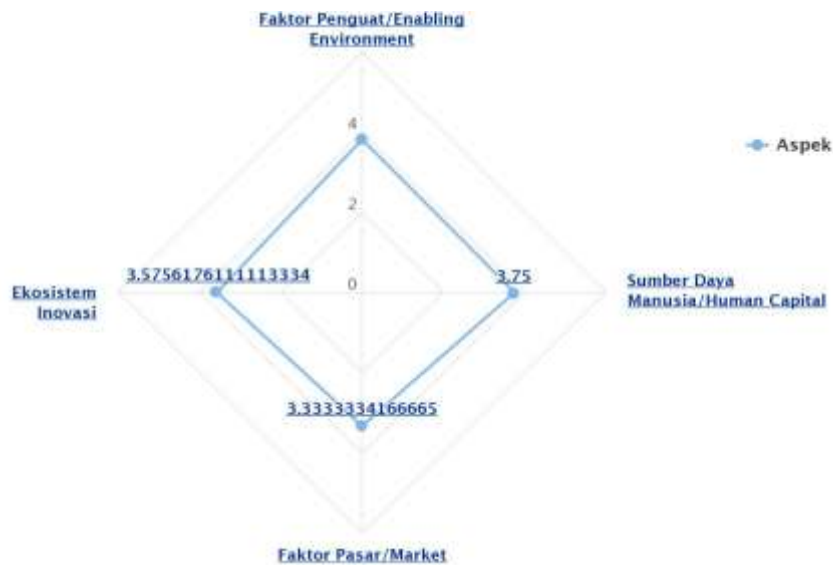 Faktor Penguat/Enabling
Environment
4
Aspek
2
3.5756176111113334
3.75
0
Ekosistem
Inovasi
Sumber Daya
Manusia/Human Capital
3.3333334166665
Faktor Pasar/Market